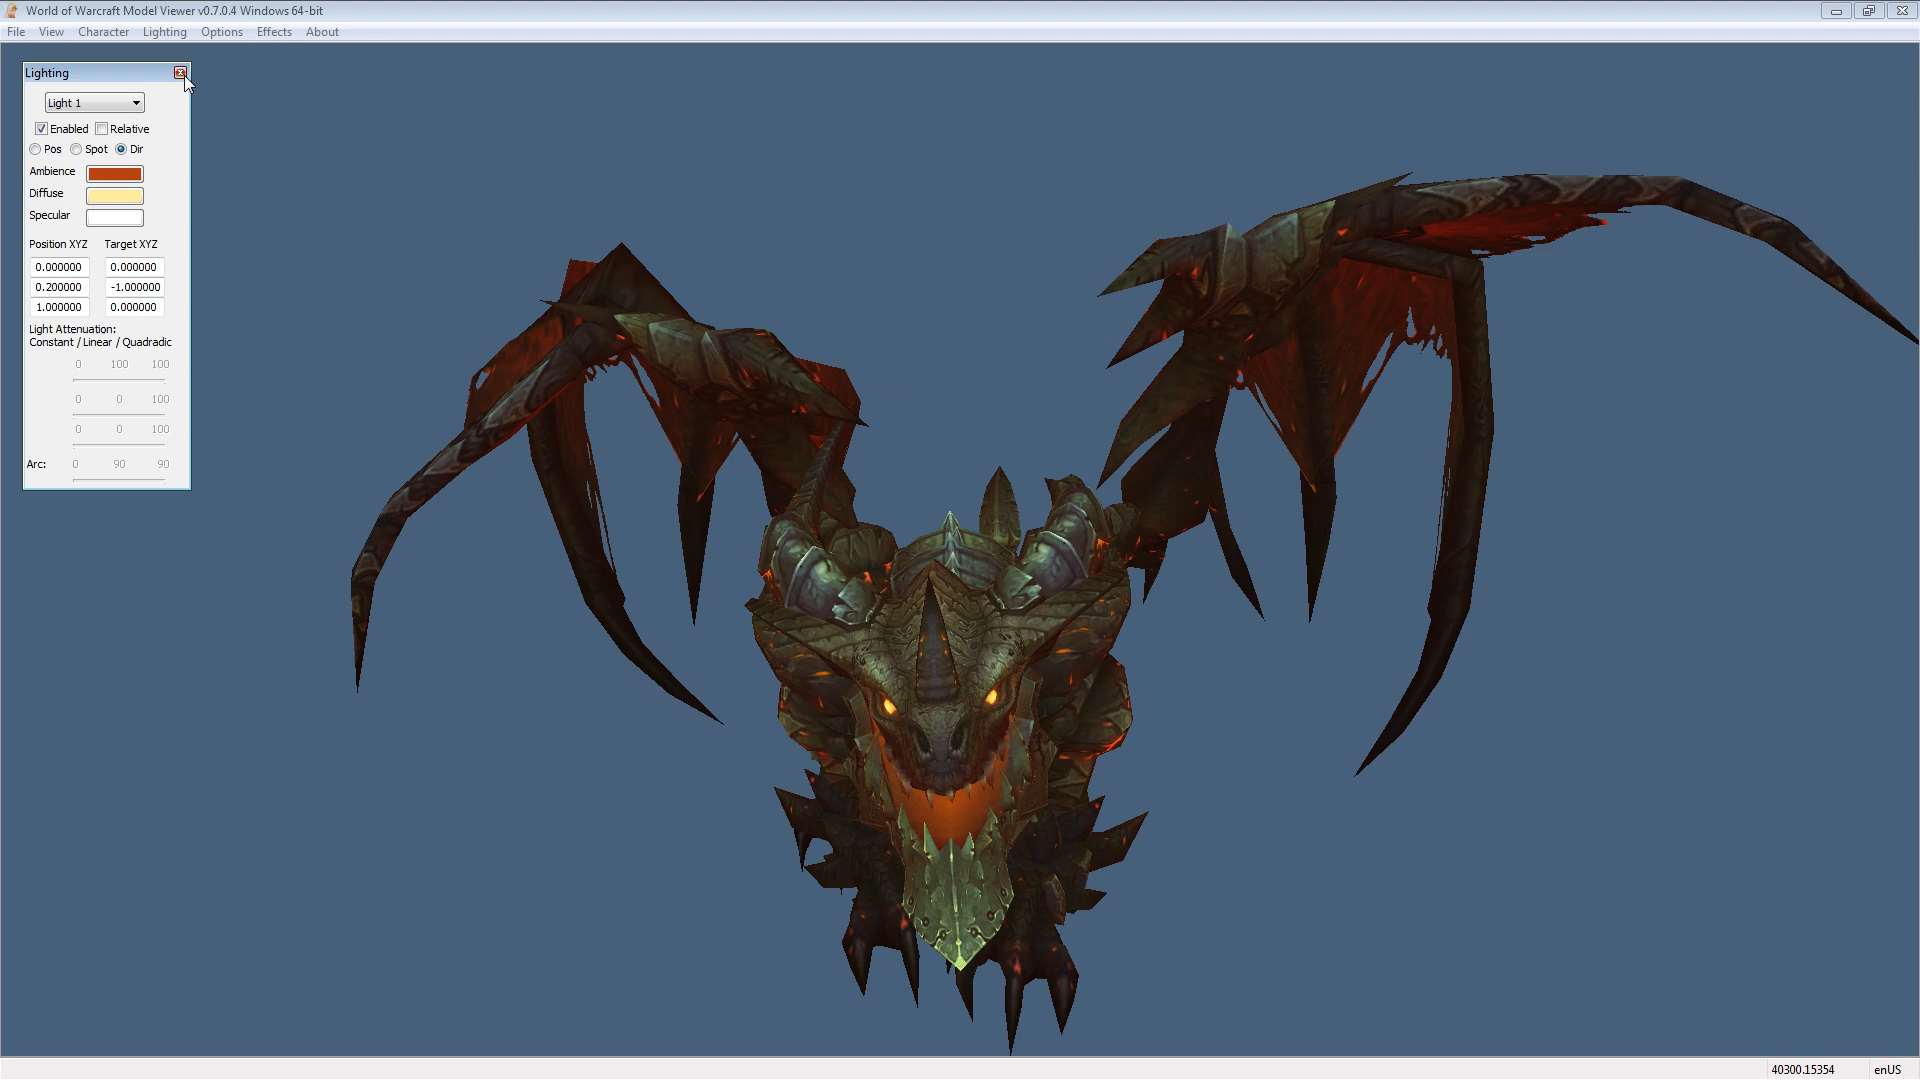 World of Warcraft Model Viewer v0.7.0.4 Windows 64-bit
File View Character Lighting Options Effects About
Lighting
Light 1
Enabled Relative
Pos Spot Dir
Ambience
Diffuse
Specular
Position XYZ Target XYZ
0.000000 0.000000
0.200000 -1.000000
1.000000 0.000000
Light Attenuation:
Constant / Linear / Quadradic
0 100 100
0 0 100
0 0 100
Arc: 0 90 90
40300.15354 enUS